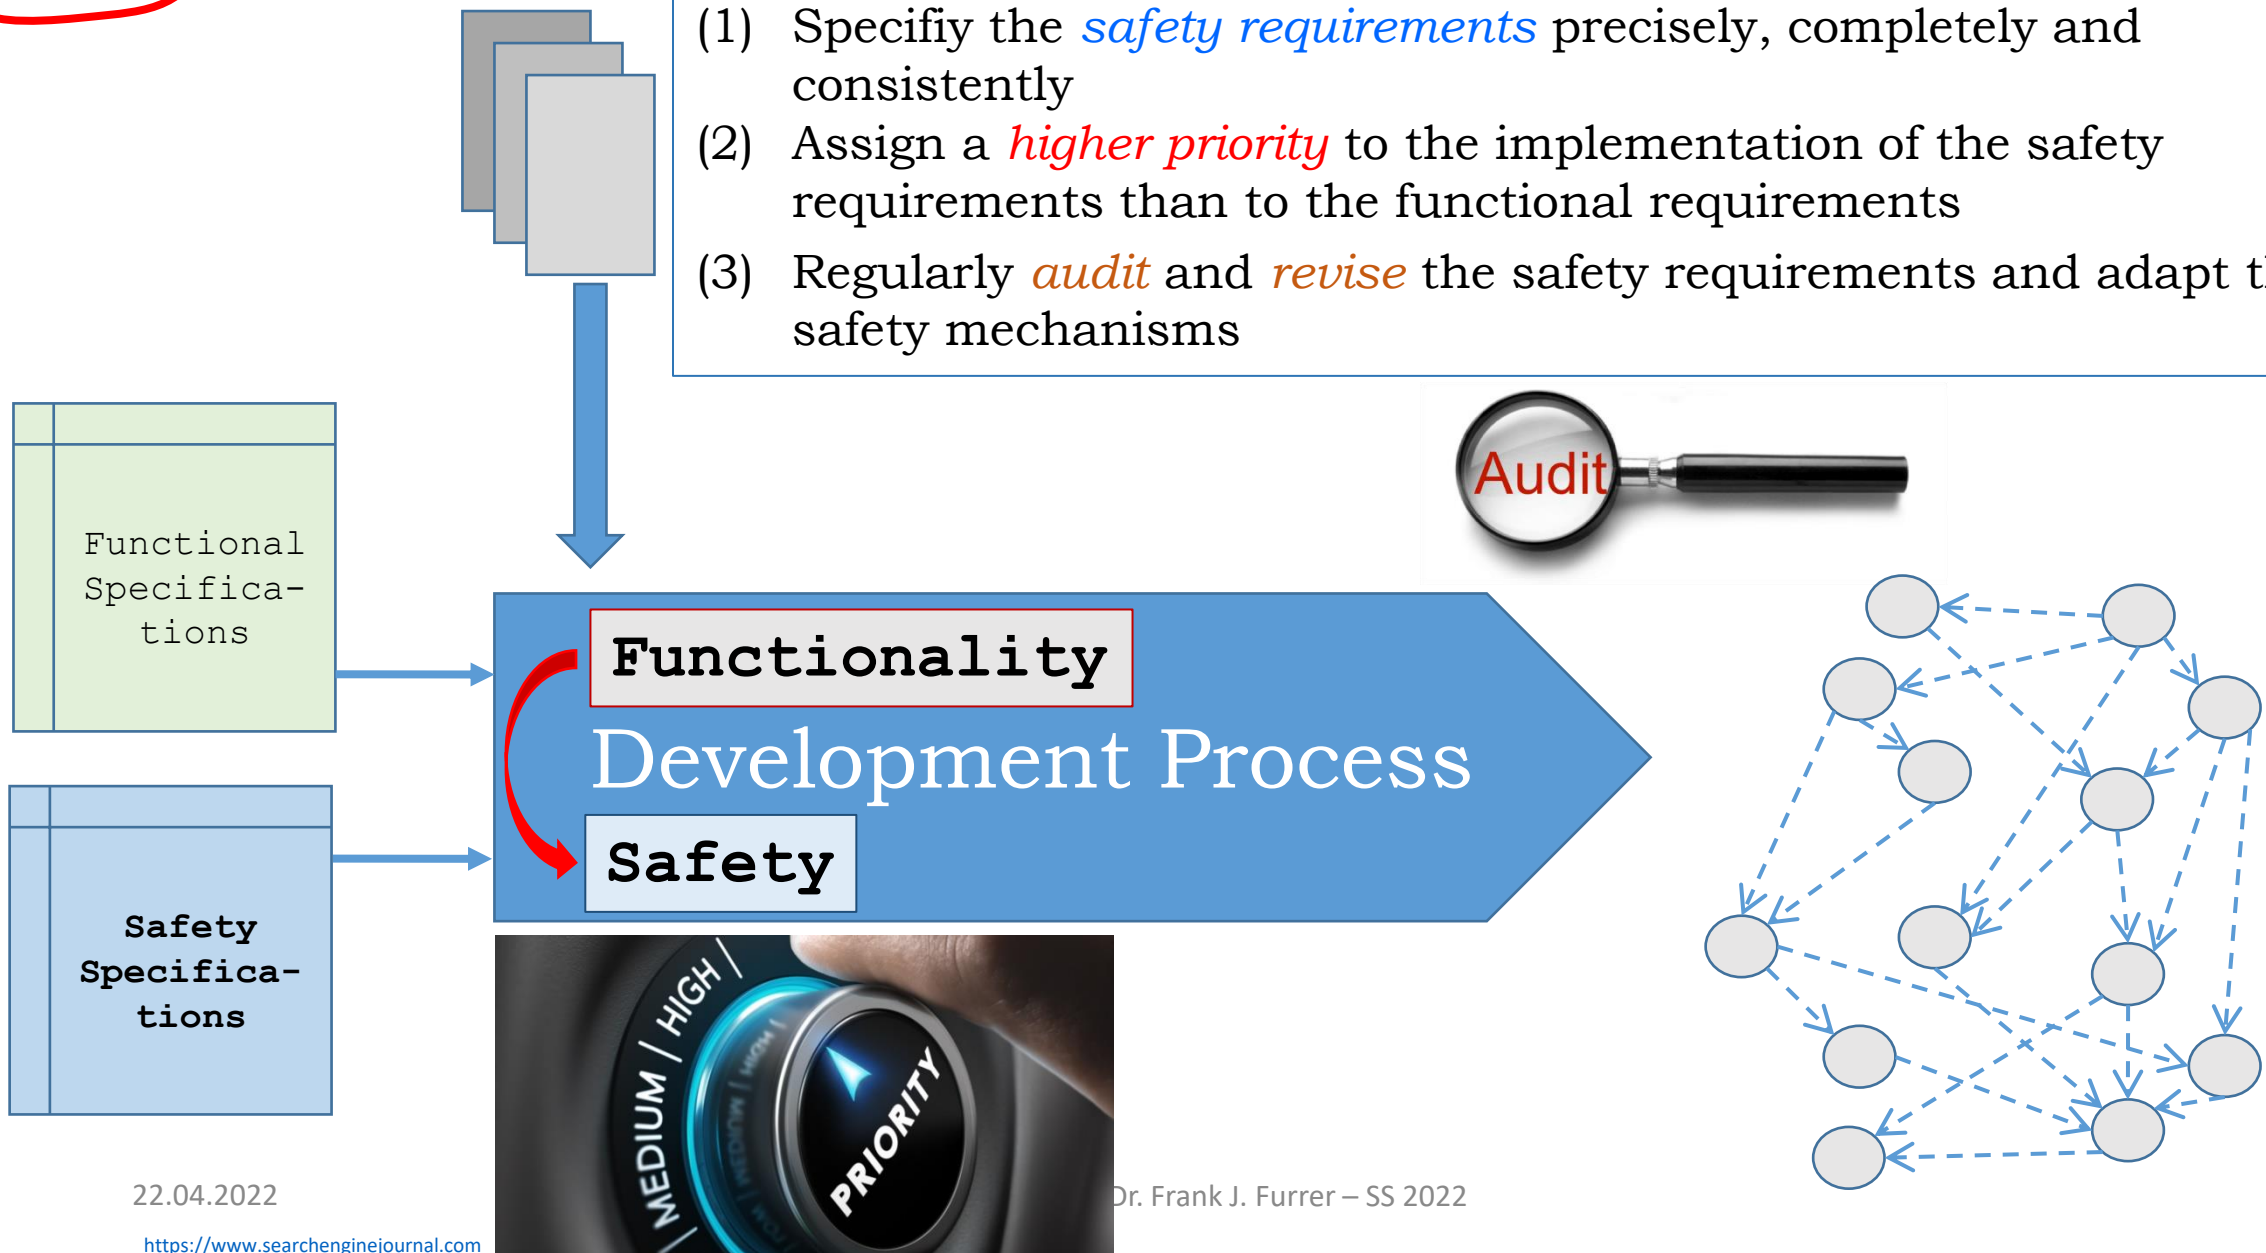 (1) Specifiy the safety requirements precisely, completely and
consistently
(2) Assign a higher priority to the implementation of the safety
requirements than to the functional requirements
(3) Regularly audit and revise the safety requirements and adapt
safety mechanisms
Audit
Functional
Specifica-
tions
Functionality
Development Process
Safety
Safety
Specifica-
tions
MEDIUM | HIGH |
PRIORITY
22.04.2022
Dr. Frank J. Furrer – SS 2022
https://www.searchenginejournal.com